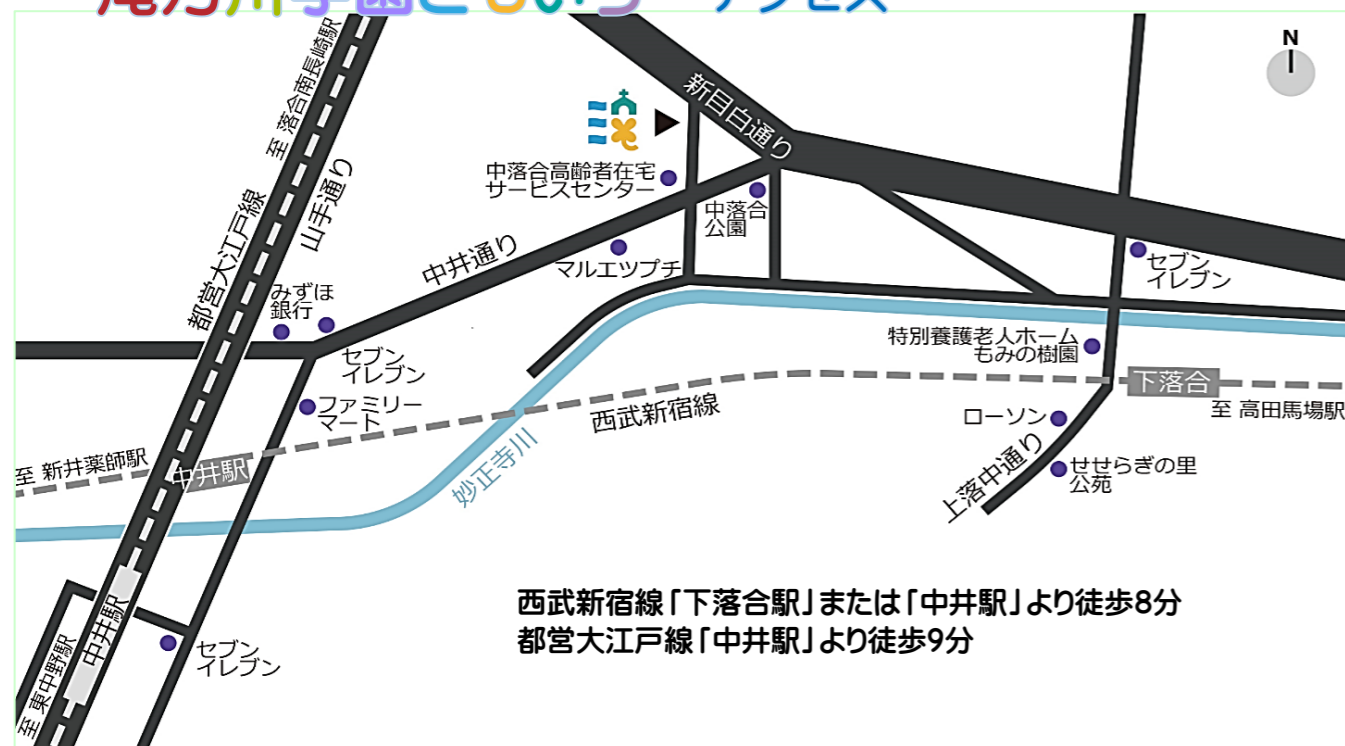 アクセス
N
至 落合南長崎駅
新目白通り
山手通り
中落合高齢者在宅
サービスセンター
都営大江戸線
中落合
公園
中井通り
マルエツプチ
セブン
イレブン
みずほ
銀行
特別養護老人ホーム
もみの樹園
セブン
イレブン
下落合
ファミリー
マート
西武新宿線
ローソン
至 高田馬場駅
至 新井薬師駅
中井駅
妙正寺川
上落中通り
せせらぎの里
公苑
西武新宿線「下落合駅」または「中井駅」より徒歩8分
都営大江戸線「中井駅」より徒歩9分
中井駅
セブン
イレブン
至 東中野駅